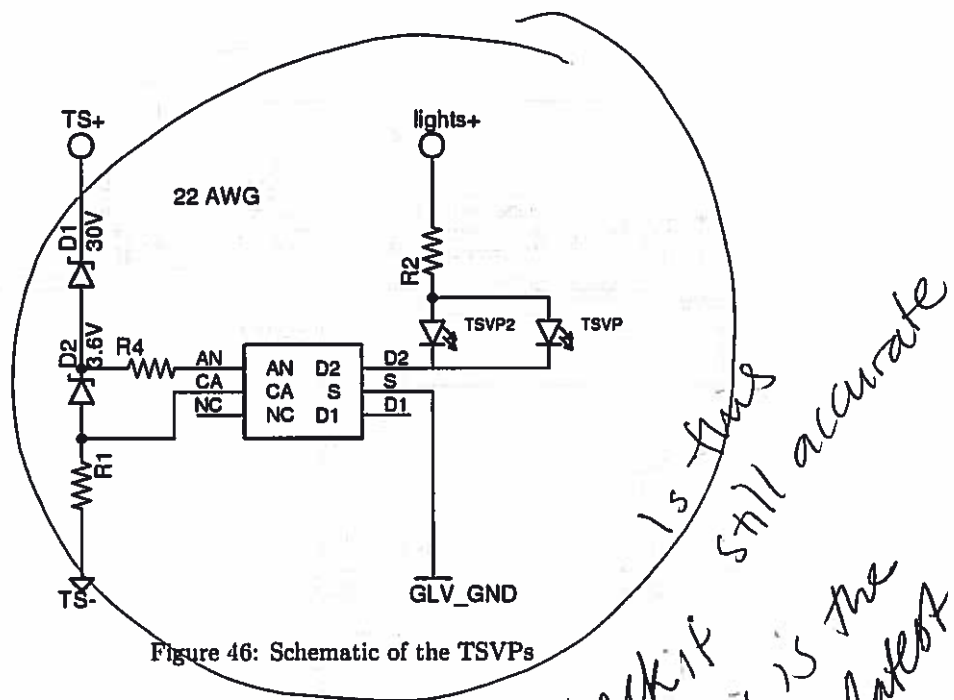 TS+
lights+
22 AWG
D1
30V
R2
TSVP2
TSVP
D2
3.6V
R4
AN
CA
NC
AN D2
CA S
NC D1
D2
S
D1
R1
TS-
GLV_GND
Figure 46: Schematic of the TSVPs
Is this
still accurate
is the
latest